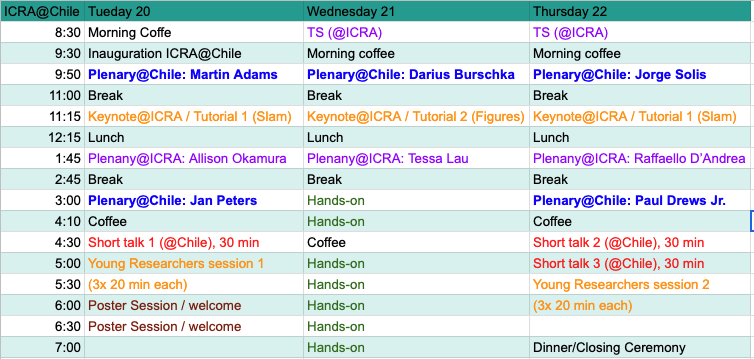 ICRA@Chile Tueday 20 Wednesday 21 Thursday 22
8:30 Morning Coffe TS (@ICRA) TS (@ICRA)
9:30 Inauguration ICRA@Chile Morning coffee Morning coffee
9:50 Plenary@Chile: Martin Adams Plenary@Chile: Darius Burschka Plenary@Chile: Jorge Solis
11:00 Break Break Break
11:15 Keynote@ICRA / Tutorial 1 (Slam) Keynote@ICRA / Tutorial 2 (Figures) Keynote@ICRA / Tutorial 1 (Slam)
12:15 Lunch Lunch Lunch
1:45 Plenany@ICRA: Allison Okamura Plenany@ICRA: Tessa Lau Plenany@ICRA: Raffaello D'Andrea
2:45 Break Break Break
3:00 Plenary@Chile: Jan Peters Hands-on Plenary@Chile: Paul Drews Jr.
4:10 Coffee Hands-on Coffee
4:30 Short talk 1 (@Chile), 30 min Coffee Short talk 2 (@Chile), 30 min
5:00 Young Researchers session 1 Hands-on Short talk 3 (@Chile), 30 min
5:30 (3x 20 min each) Hands-on Young Researchers session 2
6:00 Poster Session / welcome Hands-on (3x 20 min each)
6:30 Poster Session / welcome Hands-on
7:00 Hands-on Dinner/Closing Ceremony